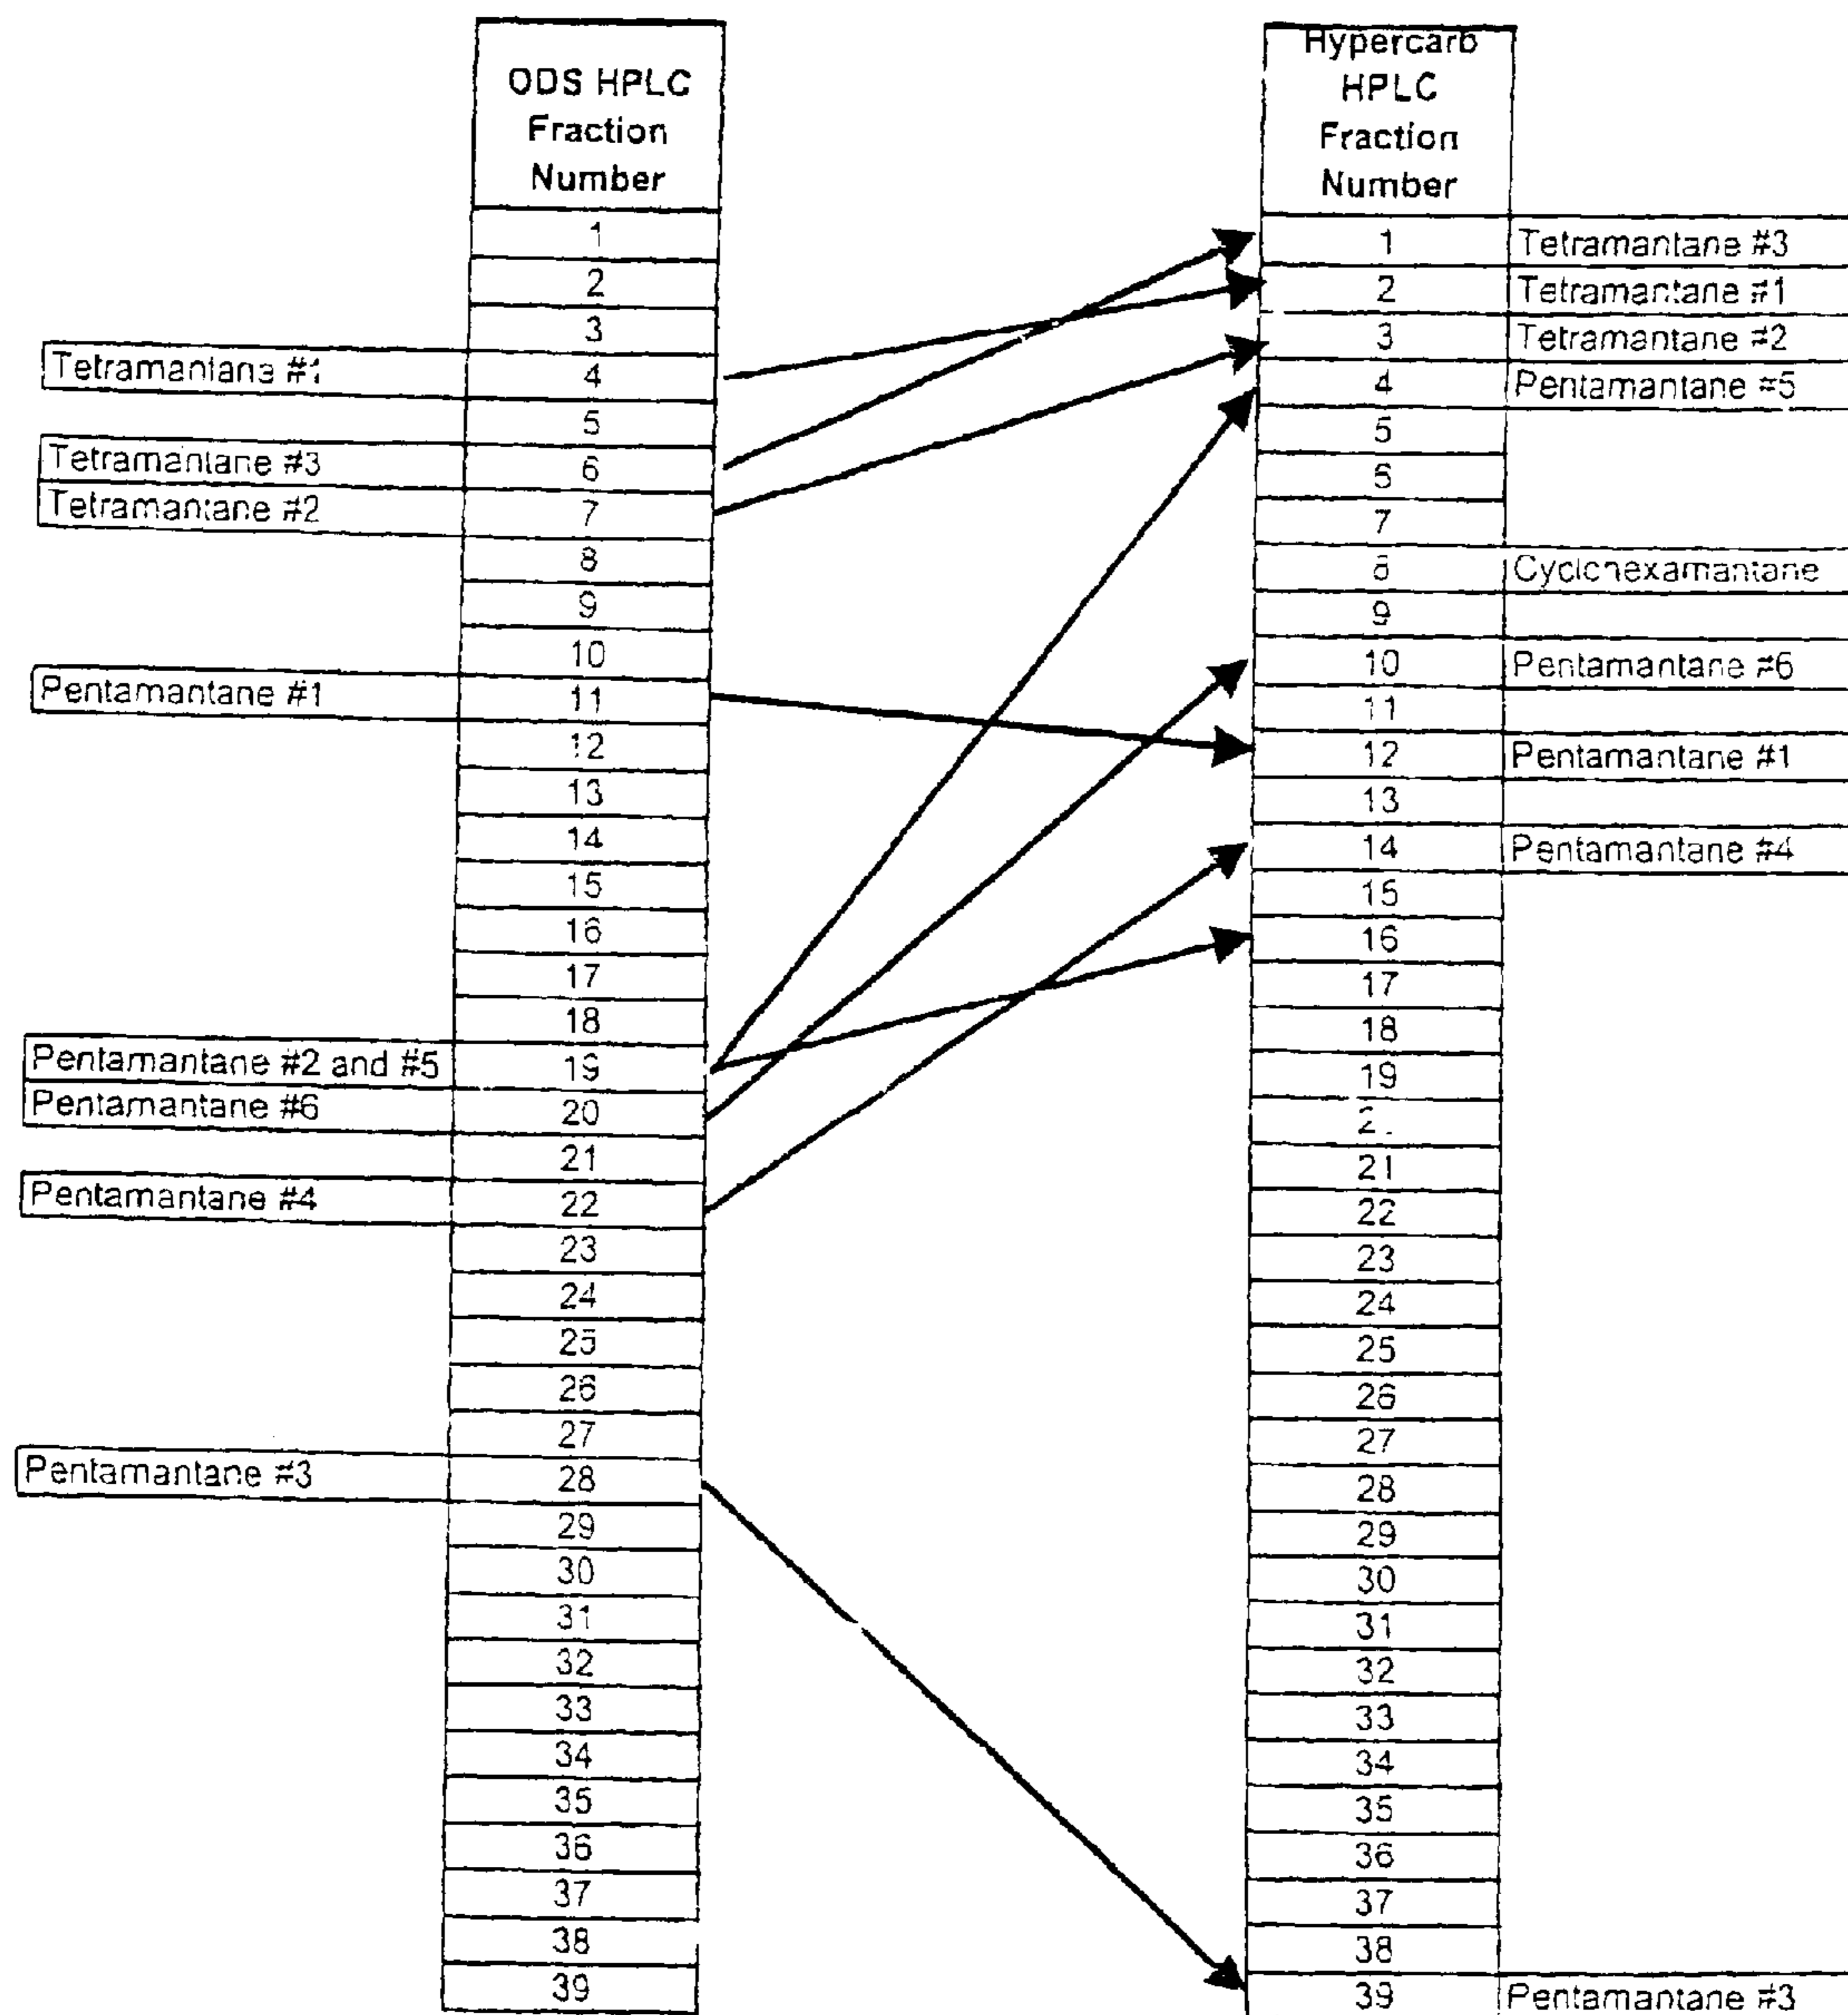 ODS HPLC
Fraction
Number
1
2
3
Tetramantane #1 4
5
Tetramantane #3 6
Tetramantane #2 7
8
9
10
Pentamantane #1 11
12
13
14
15
16
17
18
Pentamantane #2 and #5 19
Pentamantane #6 20
21
Pentamantane #4 22
23
24
25
26
27
Pentamantane #3 28
29
30
31
32
33
34
35
36
37
38
39
Hypercarb
HPLC
Fraction
Number
1 Tetramantane #3
2 Tetramantane #1
3 Tetramantane #2
4 Pentamantane #5
5
6
7
8 Cyclohexamantane
9
10 Pentamantane #6
11
12 Pentamantane #1
13
14 Pentamantane #4
15
16
17
18
19
21
22
23
24
25
26
27
28
29
30
31
32
33
34
35
36
37
38
39 Pentamantane #3